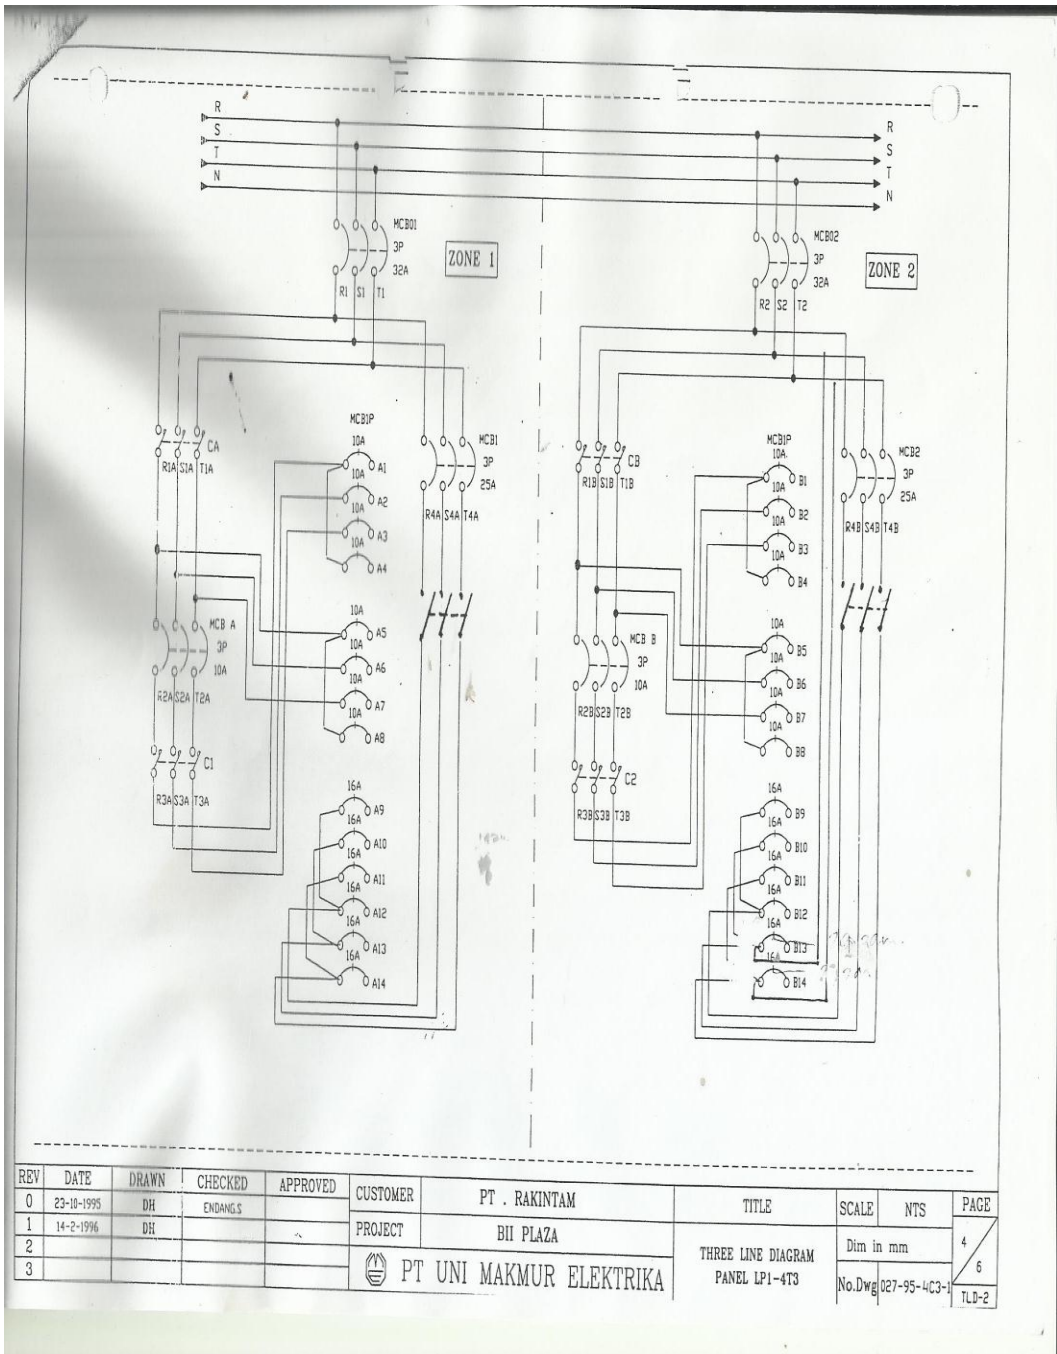 R
S
T
N
R
S
T
N
MCB01
3P
32A
ZONE 1
R1 S1 T1
MCB02
3P
32A
ZONE 2
R2 S2 T2
CA
R1A S1A T1A
MCB1P
10A
A1
10A
A2
10A
A3
10A
A4
MCB1
3P
25A
R4A S4A T4A
MCB A
3P
10A
R2A S2A T2A
10A
A5
10A
A6
10A
A7
10A
A8
C1
R3A S3A T3A
16A
A9
16A
A10
16A
A11
16A
A12
16A
A13
16A
A14
CB
R1B S1B T1B
MCB1P
10A
B1
10A
B2
10A
B3
10A
B4
MCB2
3P
25A
R4B S4B T4B
MCB B
3P
10A
R2B S2B T2B
10A
B5
10A
B6
10A
B7
10A
B8
C2
R3B S3B T3B
16A
B9
16A
B10
16A
B11
16A
B12
16A
B13
16A
B14
REV DATE DRAWN CHECKED APPROVED
0 23-10-1995 DH ENDANG.S
1 14-2-1996 DH
2
3
CUSTOMER PT . RAKINTAM
PROJECT BII PLAZA
PT UNI MAKMUR ELEKTRIKA
TITLE
THREE LINE DIAGRAM
PANEL LP1-4T3
SCALE NTS
Dim in mm
No.Dwg 027-95-4C3-1
PAGE
4/6
TLD-2